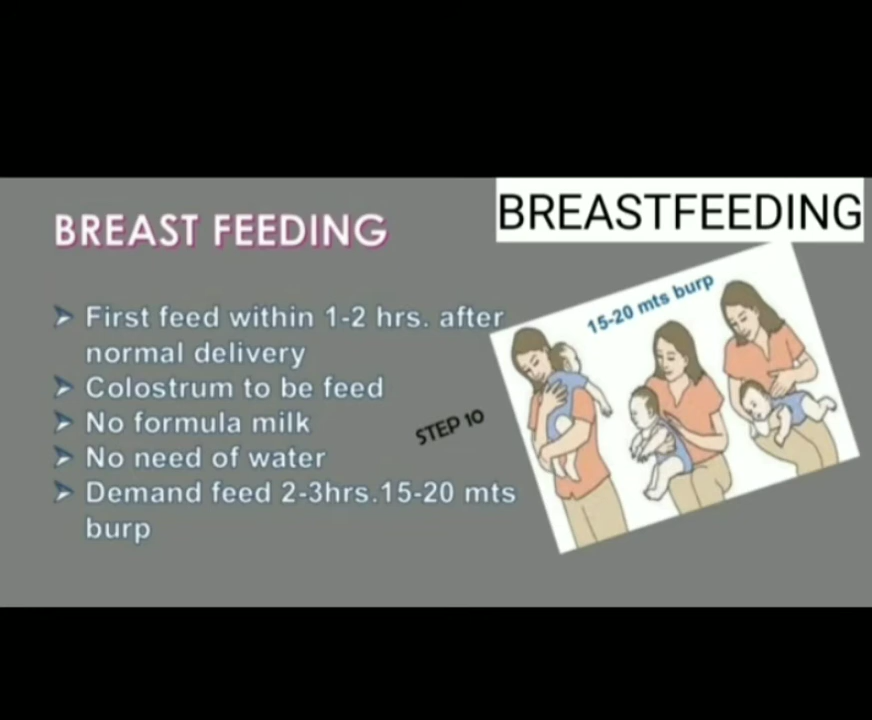 BREAST FEEDING
BREASTFEEDING
➤ First feed within 1-2 hrs. after
normal delivery
➤ Colostrum to be feed
➤ No formula milk
➤ No need of water
➤ Demand feed 2-3hrs.15-20 mts
burp
STEP 10
15-20 mts burp